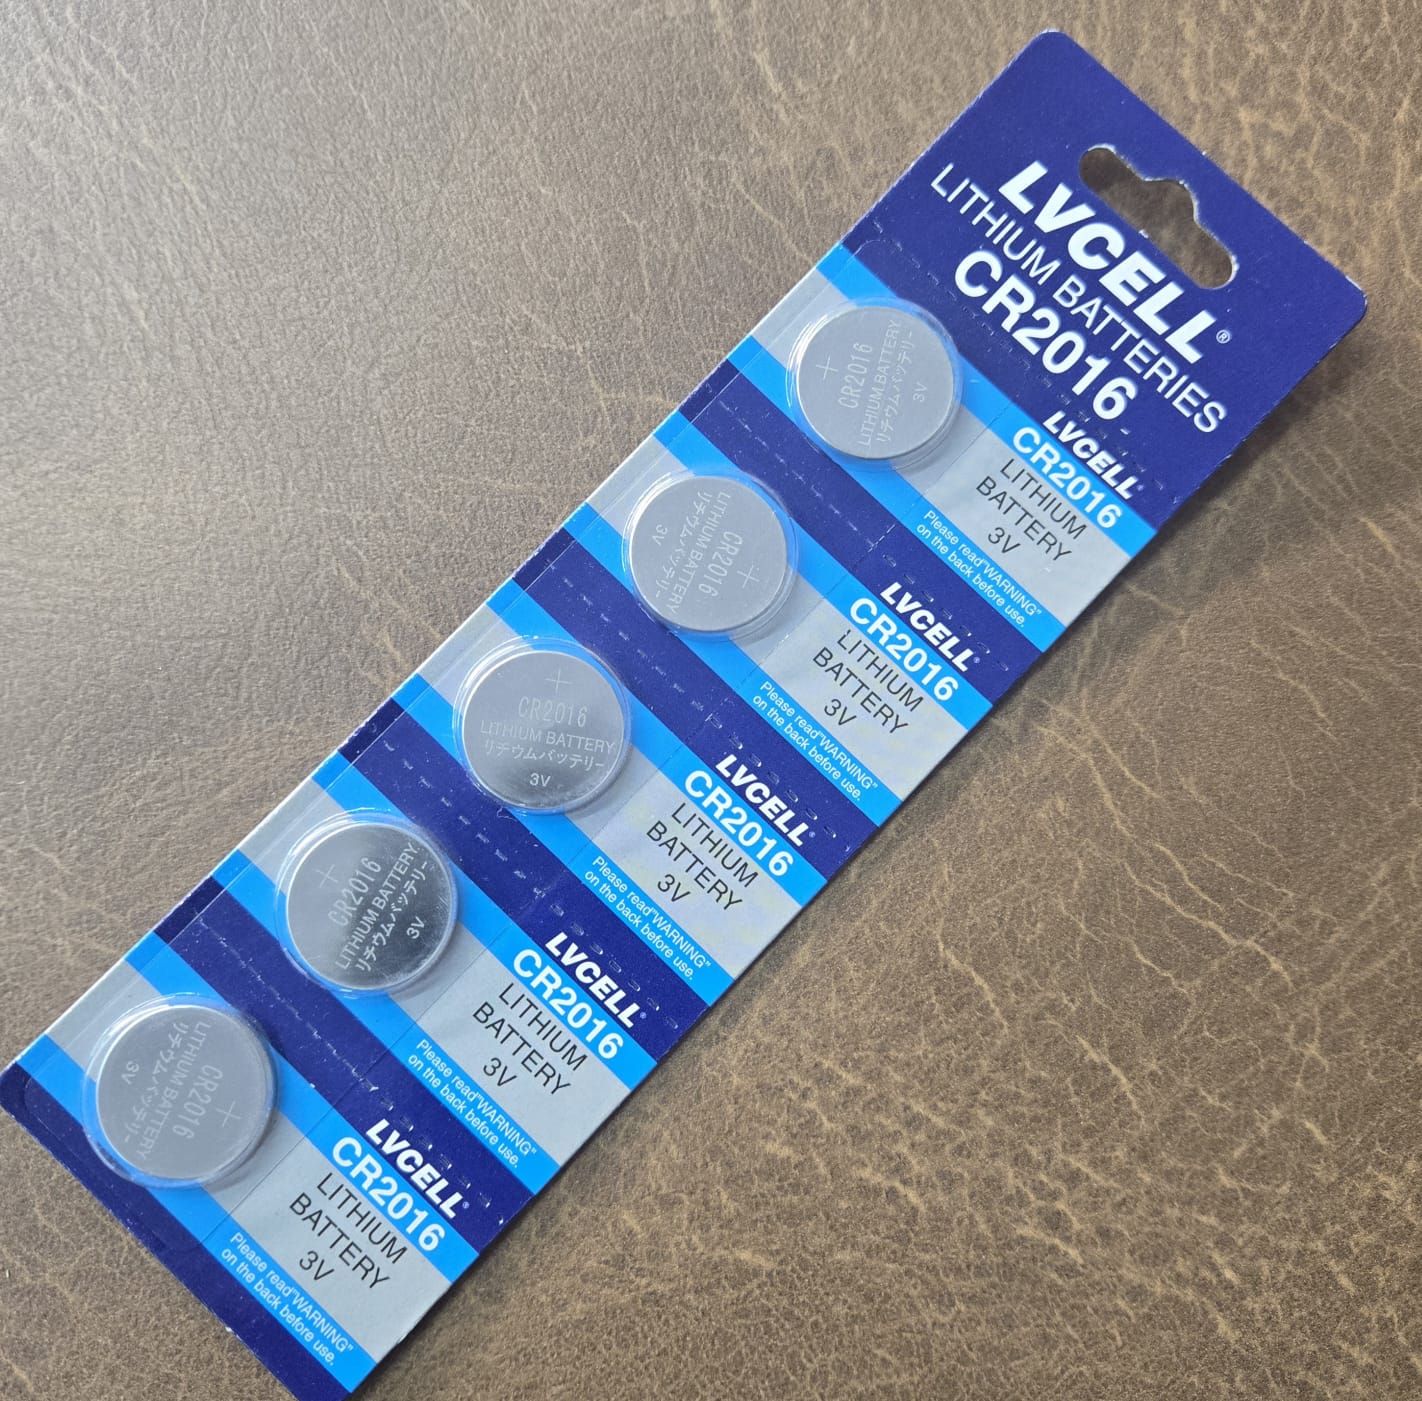 LVCELL®
LITHIUM BATTERIES
CR2016
LVCELL
CR2016
LITHIUM
BATTERY
3V
Please read"WARNING"
on the back before use.
+
CR2016
LITHIUM BATTERY
リチウムバッテリー
3V
LVCELL
CR2016
LITHIUM
BATTERY
3V
Please read"WARNING"
on the back before use.
+
CR2016
LITHIUM BATTERY
リチウムバッテリー
3V
LVCELL
CR2016
LITHIUM
BATTERY
3V
Please read"WARNING"
on the back before use.
+
CR2016
LITHIUM BATTERY
リチウムバッテリー
3V
LVCELL
CR2016
LITHIUM
BATTERY
3V
Please read"WARNING"
on the back before use.
+
CR2016
LITHIUM BATTERY
リチウムバッテリー
3V
LVCELL
CR2016
LITHIUM
BATTERY
3V
Please read"WARNING"
on the back before use.
+
CR2016
LITHIUM BATTERY
リチウムバッテリー
3V